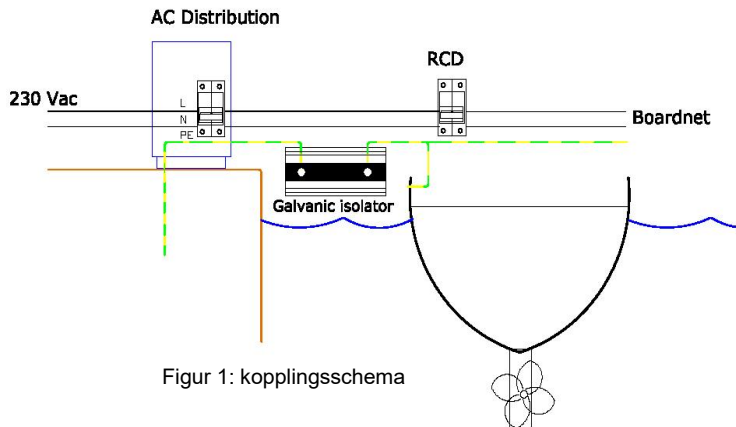 AC Distribution
RCD
230 Vac
L
N
PE
Boardnet
Galvanic isolator
Figur 1: kopplingsschema